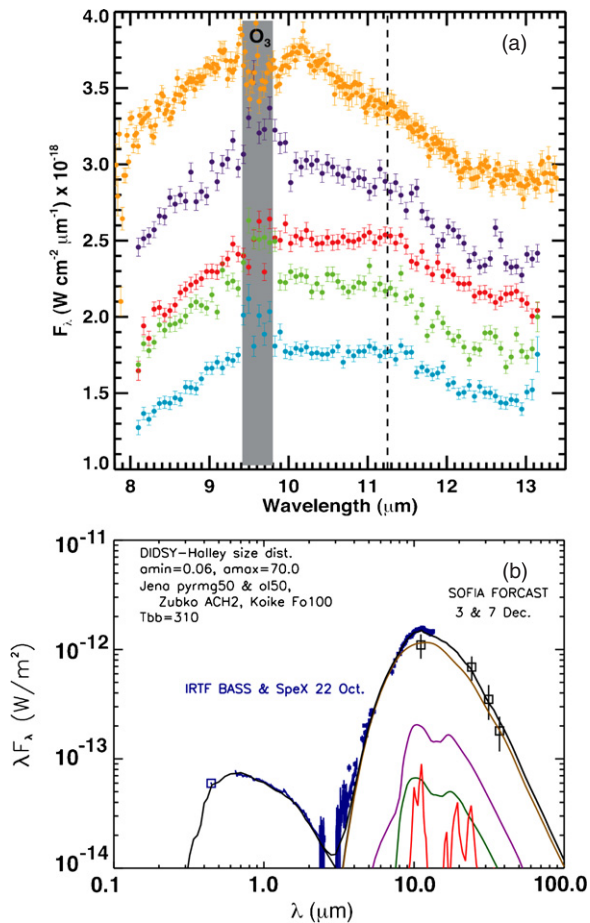 4.0
O3
(a)
3.5
3.0
2.5
2.0
1.5
1.0
Fλ (W cm-2 μm-1) x 10-18
8 9 10 11 12 13
Wavelength (μm)
10-11
DIDSY-Halley size dist.
(b)
amin=0.06, amax=70.0
Jena pyrmg50 & ol50,
SOFIA FORCAST
Zubko ACH2, Koike Fo100
3 & 7 Dec.
Tbb=310
10-12
IRTF BASS & SpeX 22 Oct.
10-13
10-14
λFλ (W/m2)
0.1 1.0 10.0 100.0
λ (μm)